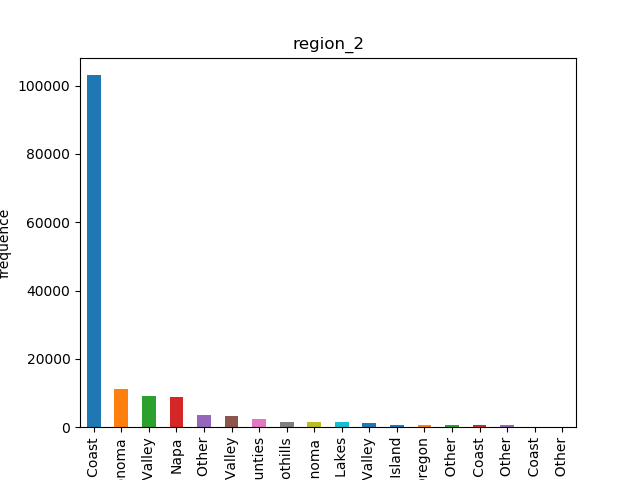 region_2
100000
80000
60000
40000
20000
0
frequence
Coast
noma
Valley
Napa
Other
Valley
unties
othills
noma
Lakes
Valley
Island
regon
Other
Coast
Other
Coast
Other